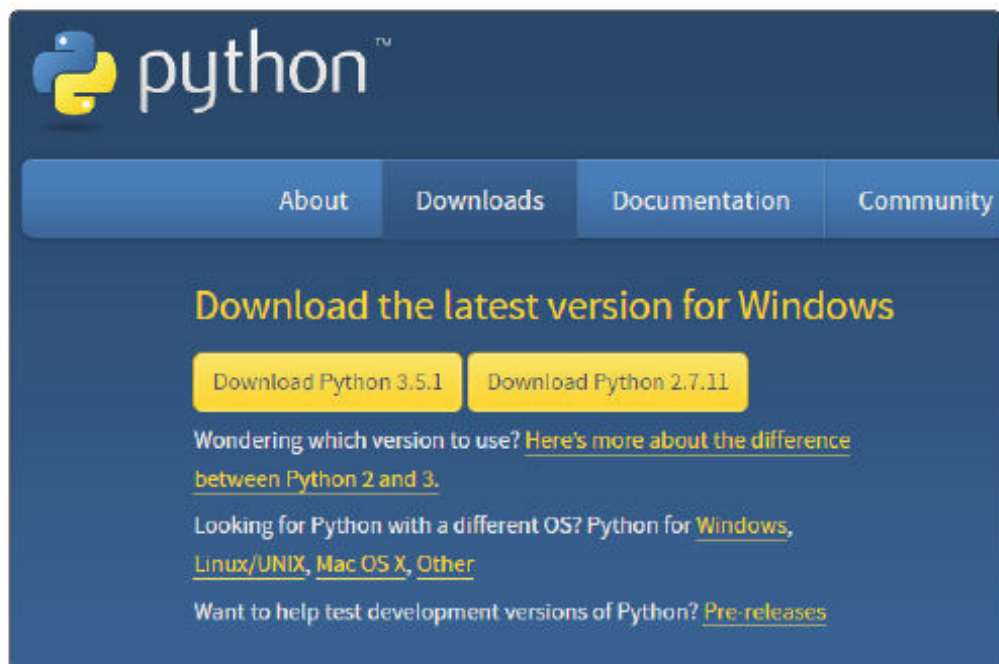 python™
About Downloads Documentation Community
Download the latest version for Windows
Download Python 3.5.1 Download Python 2.7.11
Wondering which version to use? Here's more about the difference
between Python 2 and 3.
Looking for Python with a different OS? Python for Windows,
Linux/UNIX, Mac OS X, Other
Want to help test development versions of Python? Pre-releases